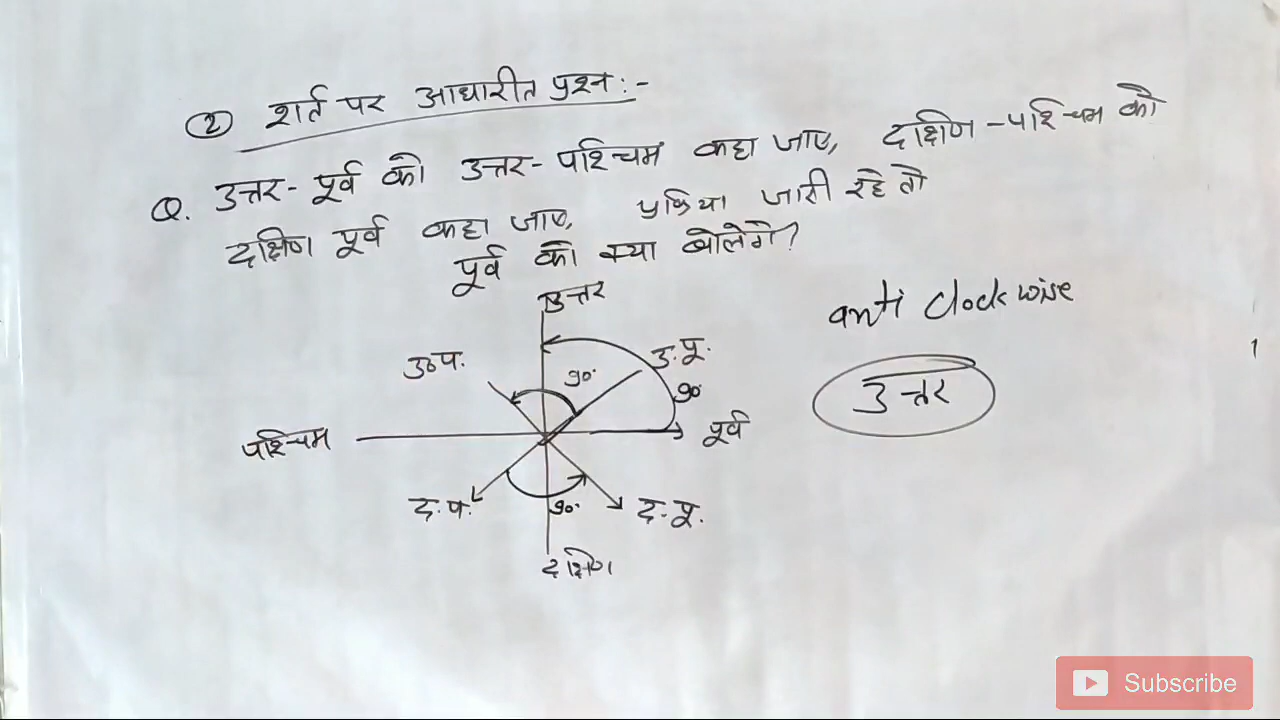 ② शर्त पर आधारीत प्रश्न :-
Q. उत्तर - पूर्व को उत्तर - पश्चिम कहा जाए, दक्षिण - पश्चिम को
दक्षिण पूर्व कहा जाए, प्रक्रिया जारी रहे तो
पूर्व को क्या बोलेगे?
उत्तर
anti clockwise
उ॰प.
90°
उ.पू.
90°
उत्तर
पश्चिम
पूर्व
द.प.
90°
द.पू.
दक्षिण
Subscribe